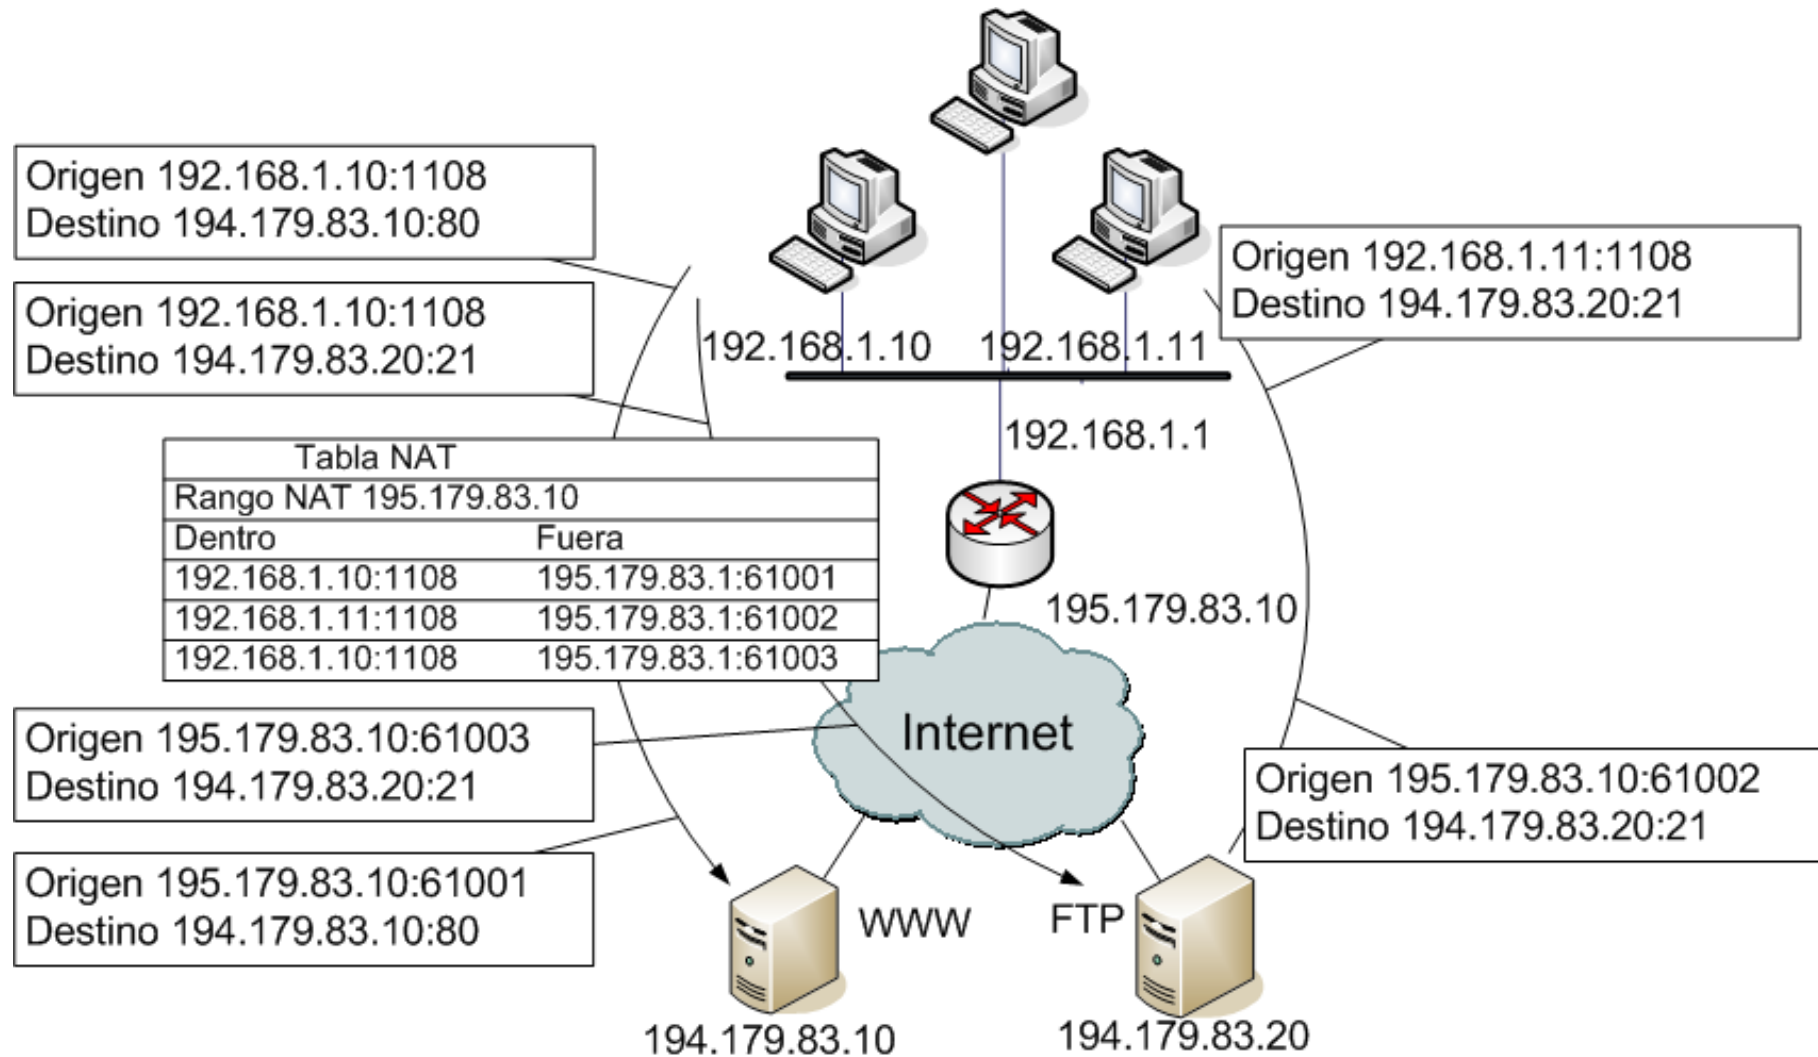 Origen 192.168.1.10:1108
Destino 194.179.83.10:80
Origen 192.168.1.10:1108
Destino 194.179.83.20:21
Origen 192.168.1.11:1108
Destino 194.179.83.20:21
192.168.1.10
192.168.1.11
192.168.1.1
Tabla NAT
Rango NAT 195.179.83.10
Dentro Fuera
192.168.1.10:1108 195.179.83.1:61001
192.168.1.11:1108 195.179.83.1:61002
192.168.1.10:1108 195.179.83.1:61003
195.179.83.10
Internet
Origen 195.179.83.10:61003
Destino 194.179.83.20:21
Origen 195.179.83.10:61002
Destino 194.179.83.20:21
Origen 195.179.83.10:61001
Destino 194.179.83.10:80
WWW
FTP
194.179.83.10
194.179.83.20